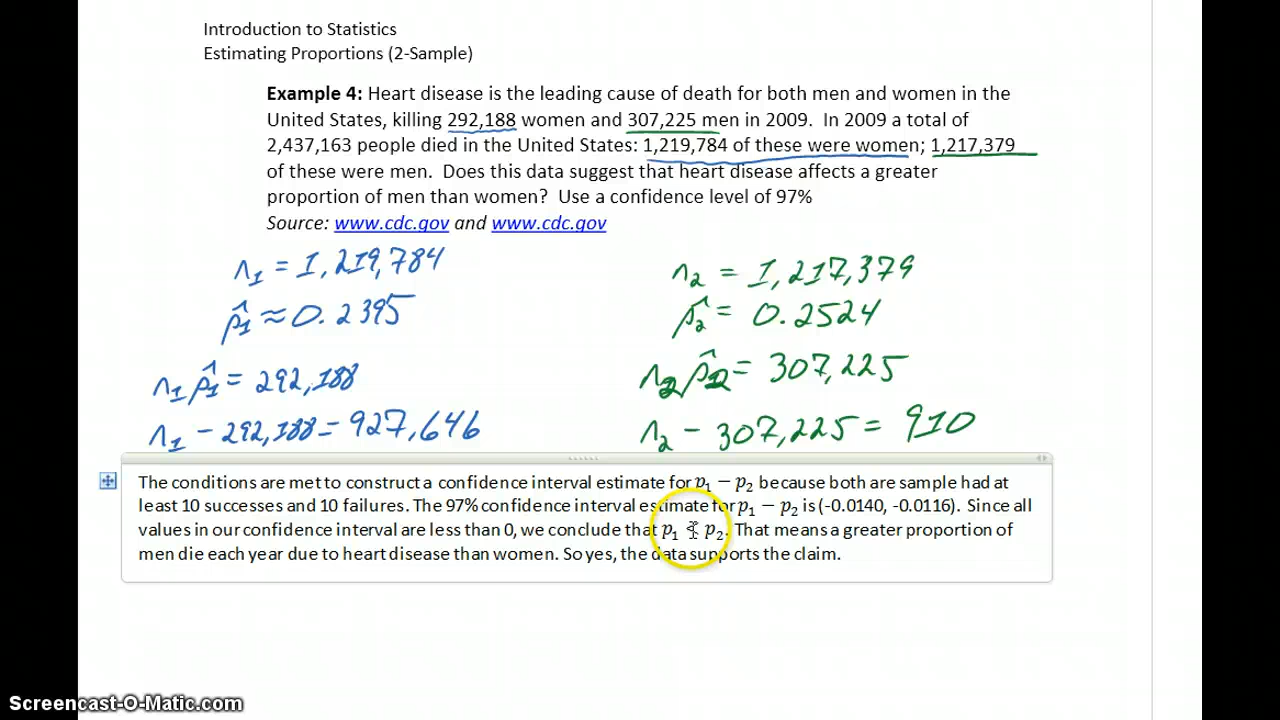 Introduction to Statistics
Estimating Proportions (2-Sample)
Example 4: Heart disease is the leading cause of death for both men and women in the
United States, killing 292,188 women and 307,225 men in 2009. In 2009 a total of
2,437,163 people died in the United States: 1,219,784 of these were women; 1,217,379
of these were men. Does this data suggest that heart disease affects a greater
proportion of men than women? Use a confidence level of 97%
Source: www.cdc.gov and www.cdc.gov
n₁ = 1,219,784
p̂₁ ≈ 0.2395
n₁p̂₁ = 292,188
n₁ − 292,188 = 927,646
n₂ = 1,217,379
p̂₂ = 0.2524
n₂p̂₂ = 307,225
n₂ − 307,225 = 910
The conditions are met to construct a confidence interval estimate for p₁ − p₂ because both are sample had at
least 10 successes and 10 failures. The 97% confidence interval estimate for p₁ − p₂ is (-0.0140, -0.0116). Since all
values in our confidence interval are less than 0, we conclude that p₁ < p₂. That means a greater proportion of
men die each year due to heart disease than women. So yes, the data supports the claim.
Screencast-O-Matic.com